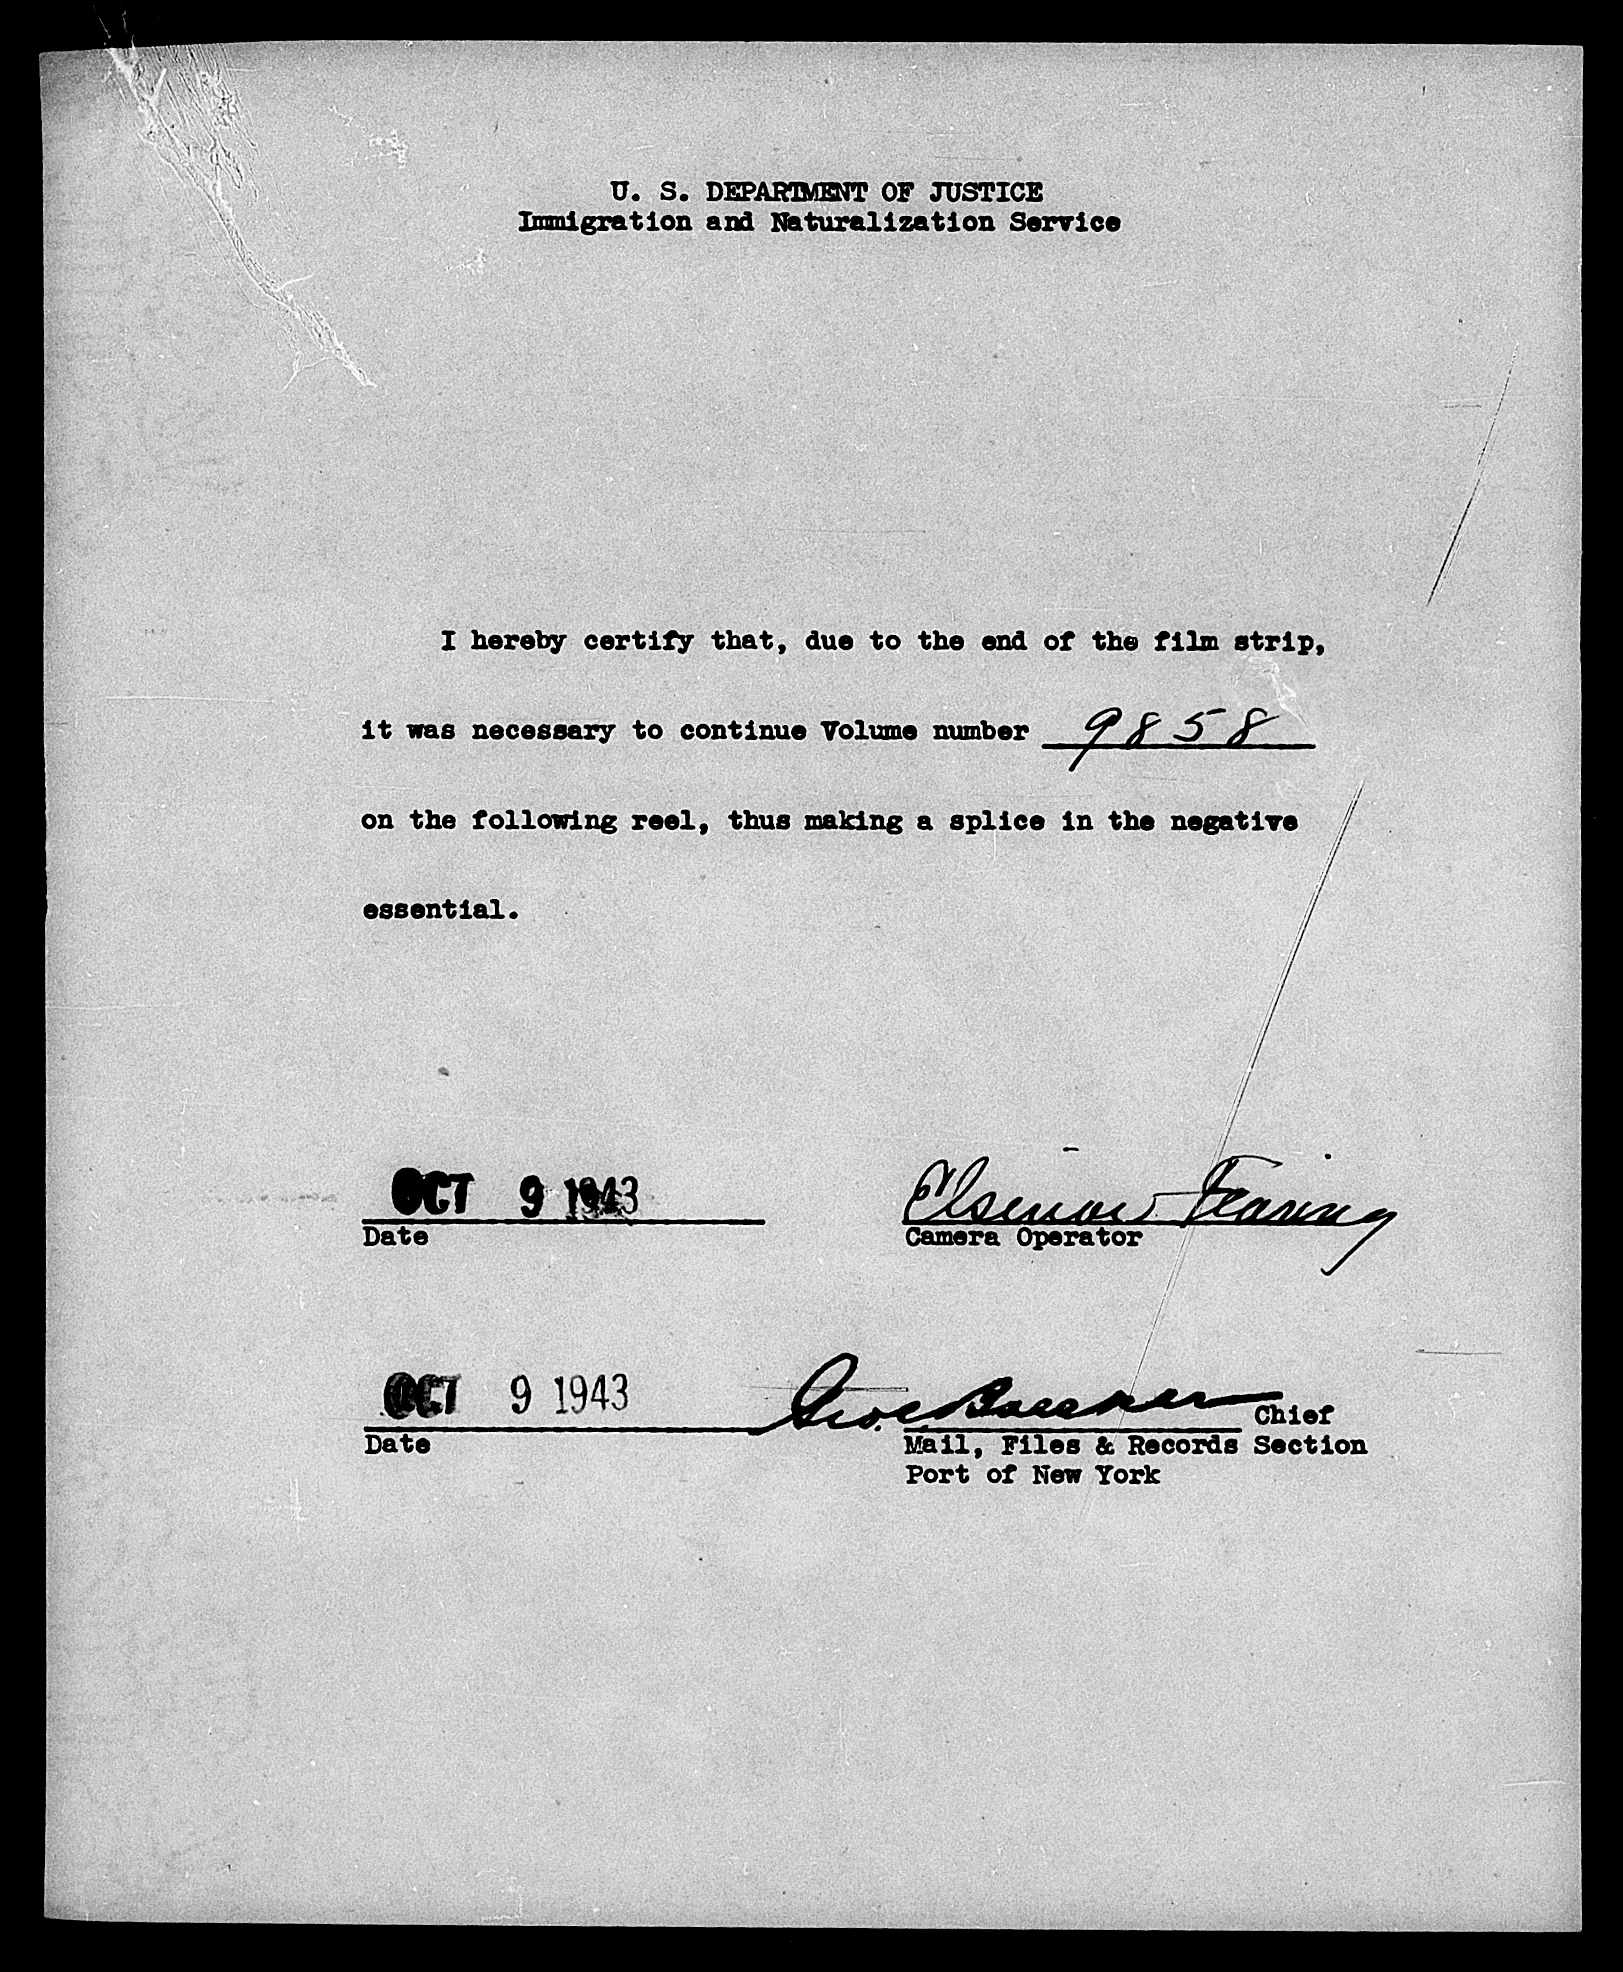 U. S. DEPARTMENT OF JUSTICE
Immigration and Naturalization Service
I hereby certify that, due to the end of the film strip,
it was necessary to continue Volume number 9858
on the following reel, thus making a splice in the negative
essential.
OCT 9 1943
Date
Camera Operator
OCT 9 1943
Date
Geo. Chief
Mail, Files & Records Section
Port of New York